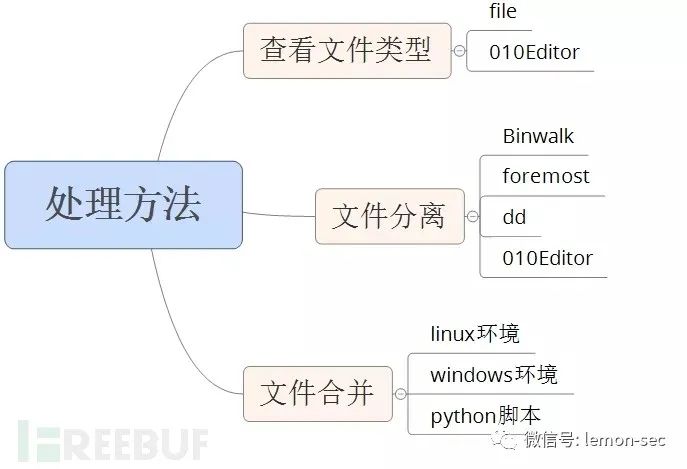 处理方法
查看文件类型
file
010Editor
文件分离
Binwalk
foremost
dd
010Editor
文件合并
linux环境
windows环境
python脚本
微信号: lemon-sec
FREEBUF